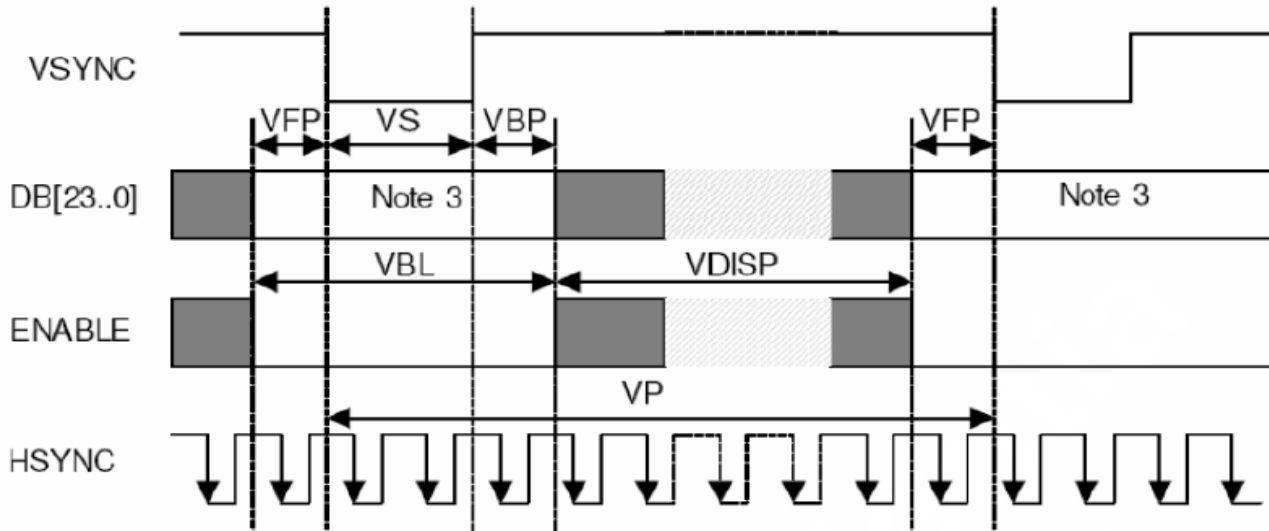 VSYNC
VFP VS VBP VFP
DB[23..0] Note 3 Note 3
VBL VDISP
ENABLE
VP
HSYNC